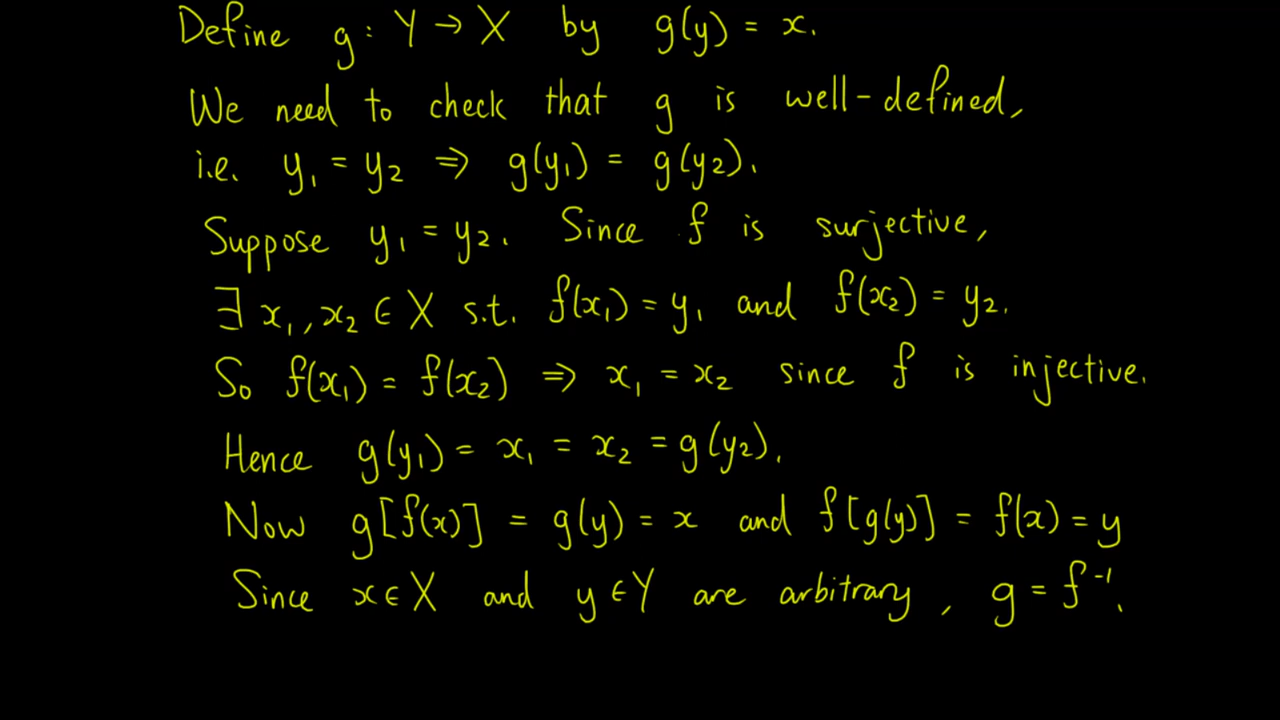 Define g : Y → X by g(y) = x.
We need to check that g is well-defined,
i.e. y₁ = y₂ ⇒ g(y₁) = g(y₂).
Suppose y₁ = y₂. Since f is surjective,
∃ x₁, x₂ ∈ X s.t. f(x₁) = y₁ and f(x₂) = y₂.
So f(x₁) = f(x₂) ⇒ x₁ = x₂ since f is injective.
Hence g(y₁) = x₁ = x₂ = g(y₂).
Now g[f(x)] = g(y) = x and f[g(y)] = f(x) = y
Since x ∈ X and y ∈ Y are arbitrary, g = f⁻¹.